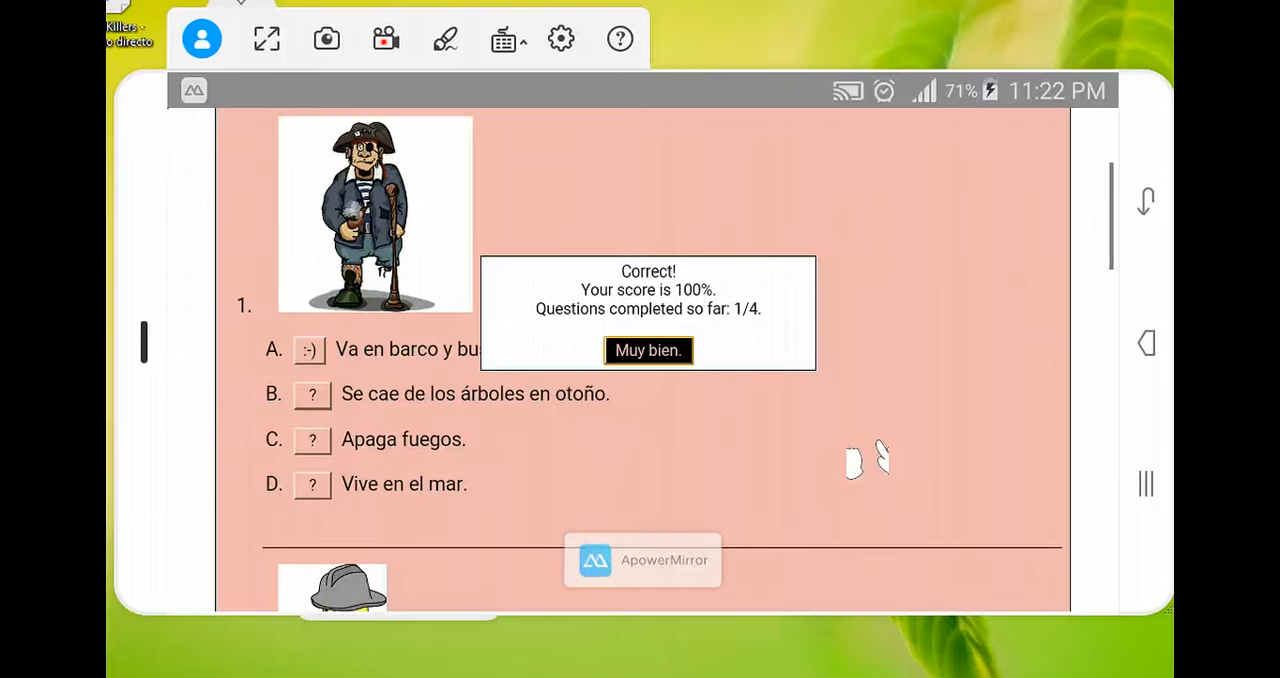 Killers -
o directo
71%
11:22 PM
Correct!
Your score is 100%.
Questions completed so far: 1/4.
Muy bien.
1.
A. :-) Va en barco y bu
B. ? Se cae de los árboles en otoño.
C. ? Apaga fuegos.
D. ? Vive en el mar.
ApowerMirror